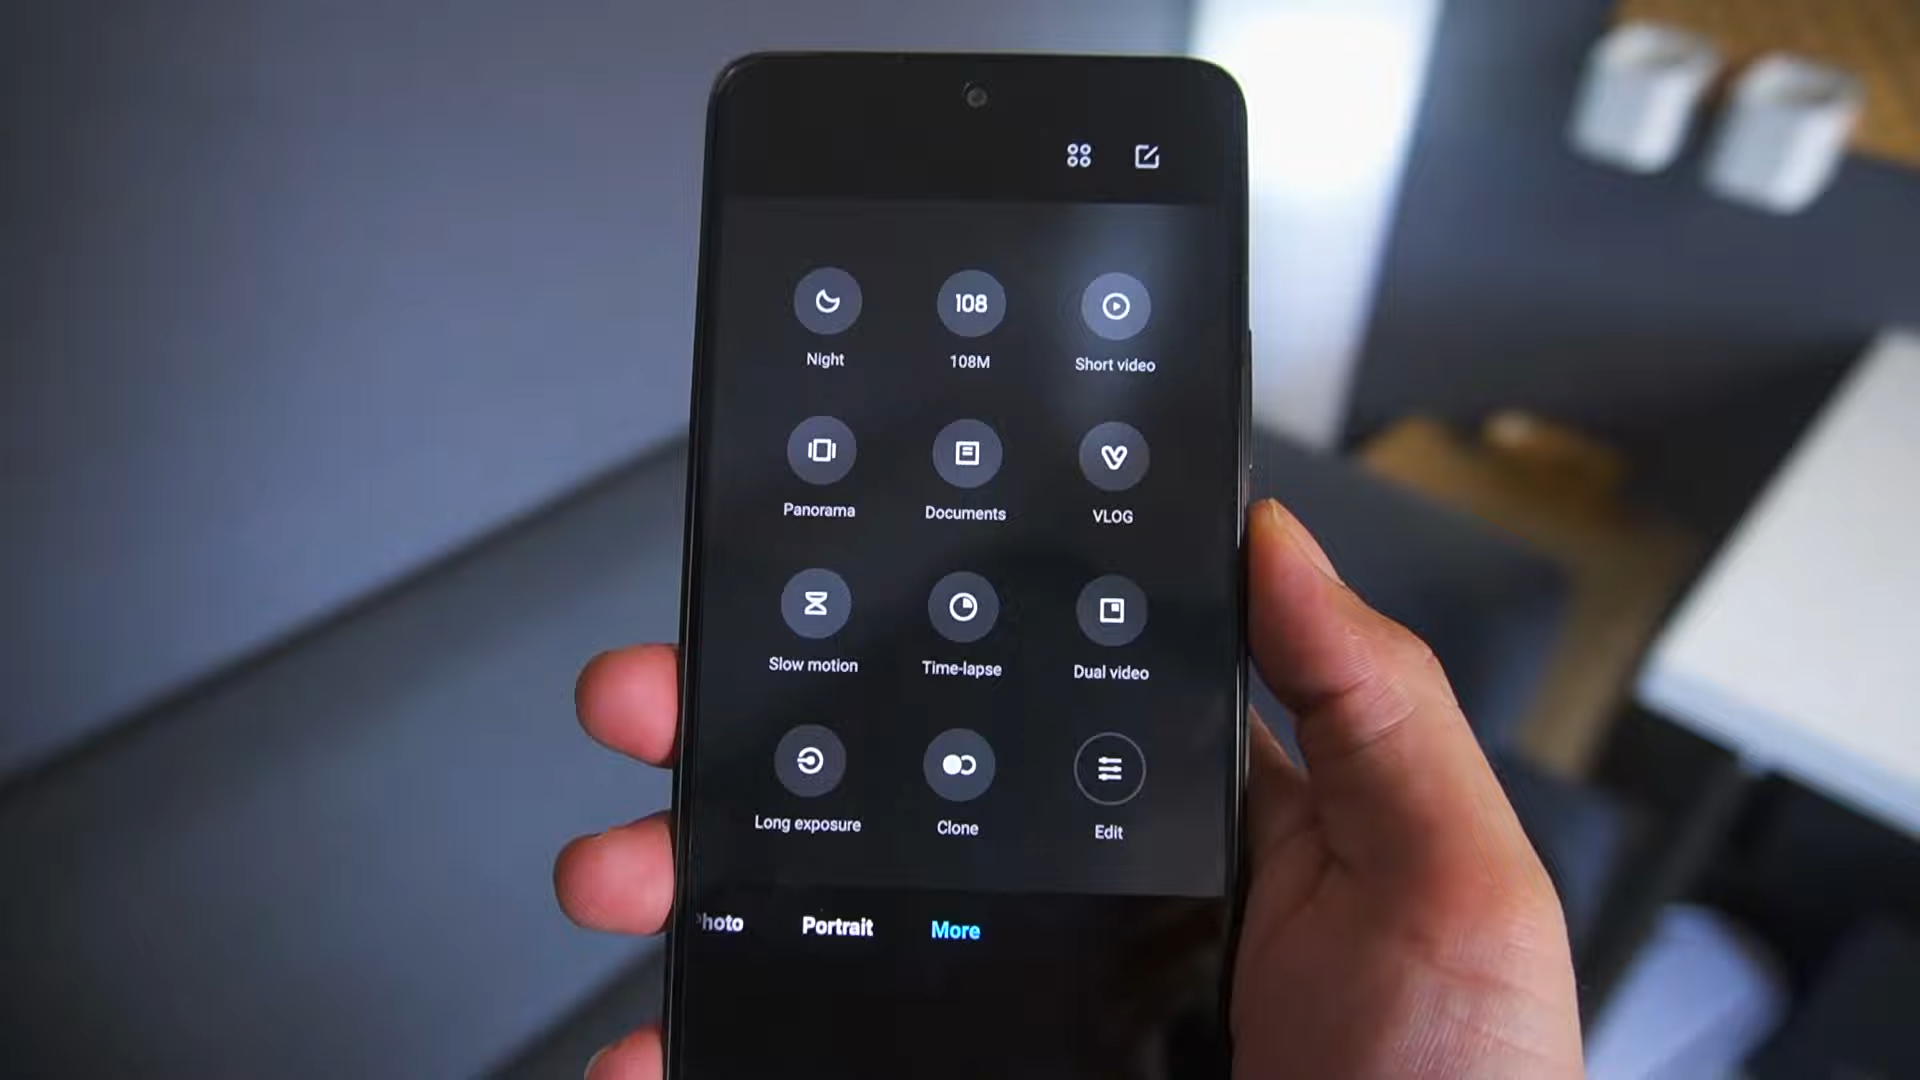 108
Night
108M
Short video
Panorama
Documents
VLOG
Slow motion
Time-lapse
Dual video
Long exposure
Clone
Edit
Photo
Portrait
More